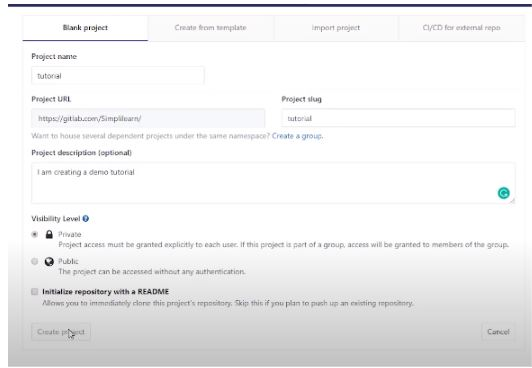 Blank project
Create from template
Import project
CI/CD for external repo
Project name
tutorial
Project URL
Project slug
https://gitlab.com/Simplilearn/
tutorial
Want to house several dependent projects under the same namespace? Create a group.
Project description (optional)
I am creating a demo tutorial
Visibility Level
Private
Project access must be granted explicitly to each user. If this project is part of a group, access will be granted to members of the group.
Public
The project can be accessed without any authentication.
Initialize repository with a README
Allows you to immediately clone this project's repository. Skip this if you plan to push up an existing repository.
Create project
Cancel